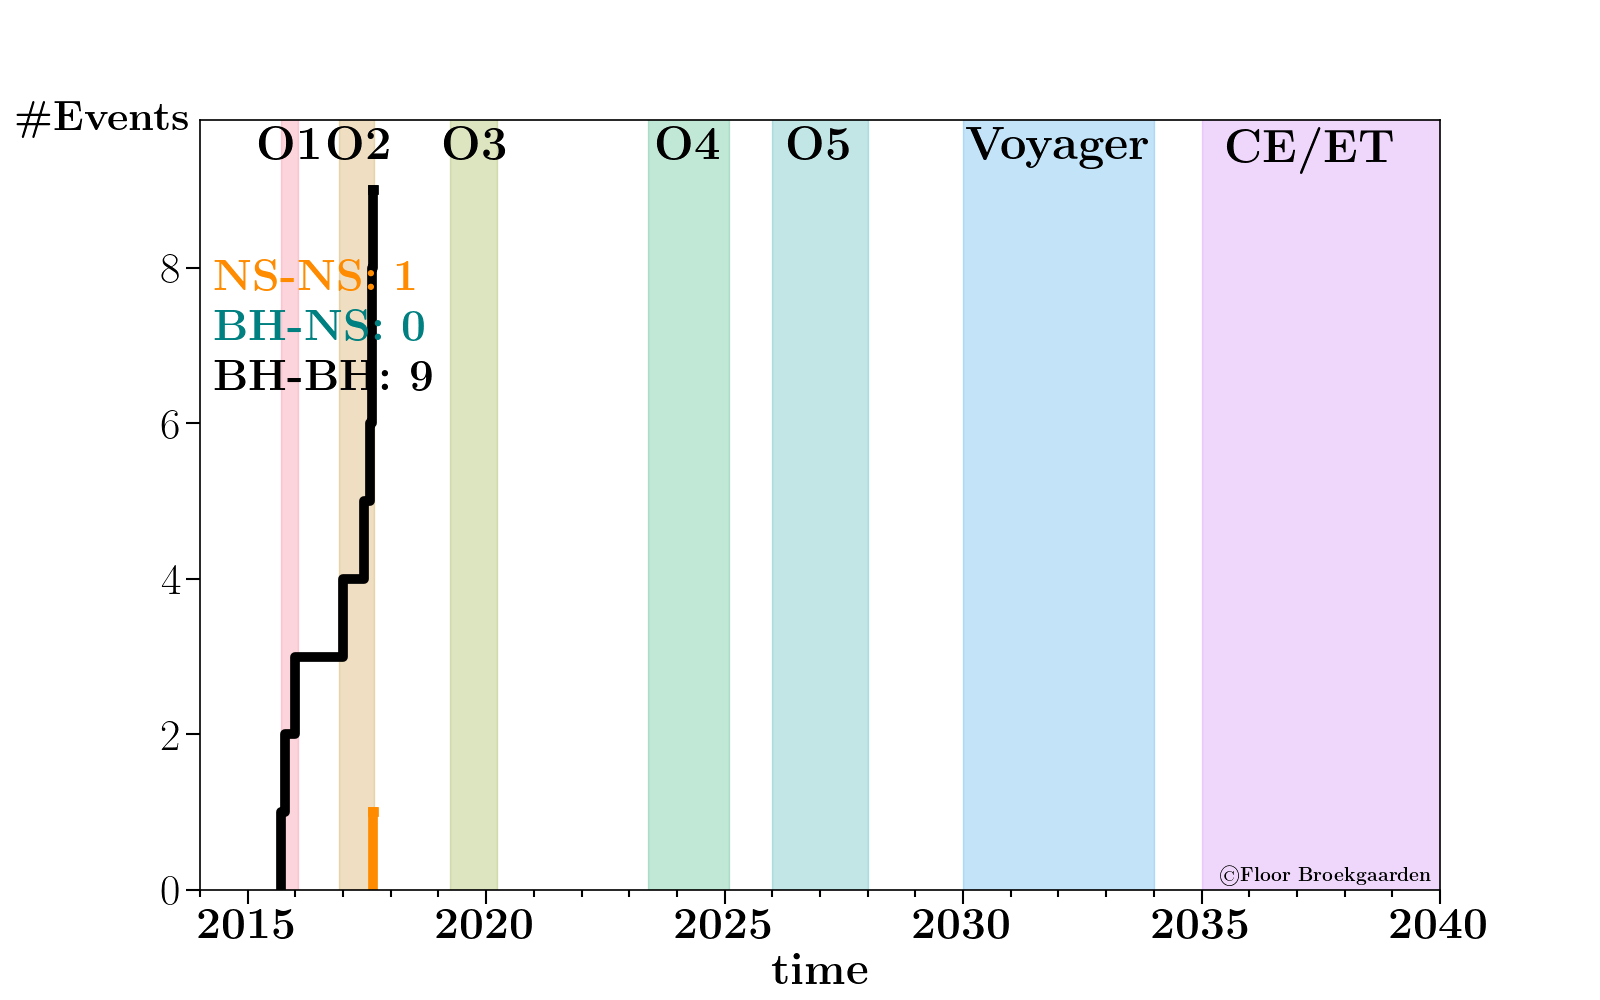 #Events
O1 O2 O3 O4 O5 Voyager CE/ET
8
NS-NS: 1
BH-NS: 0
BH-BH: 9
6
4
2
0
©Floor Broekgaarden
2015 2020 2025 2030 2035 2040
time